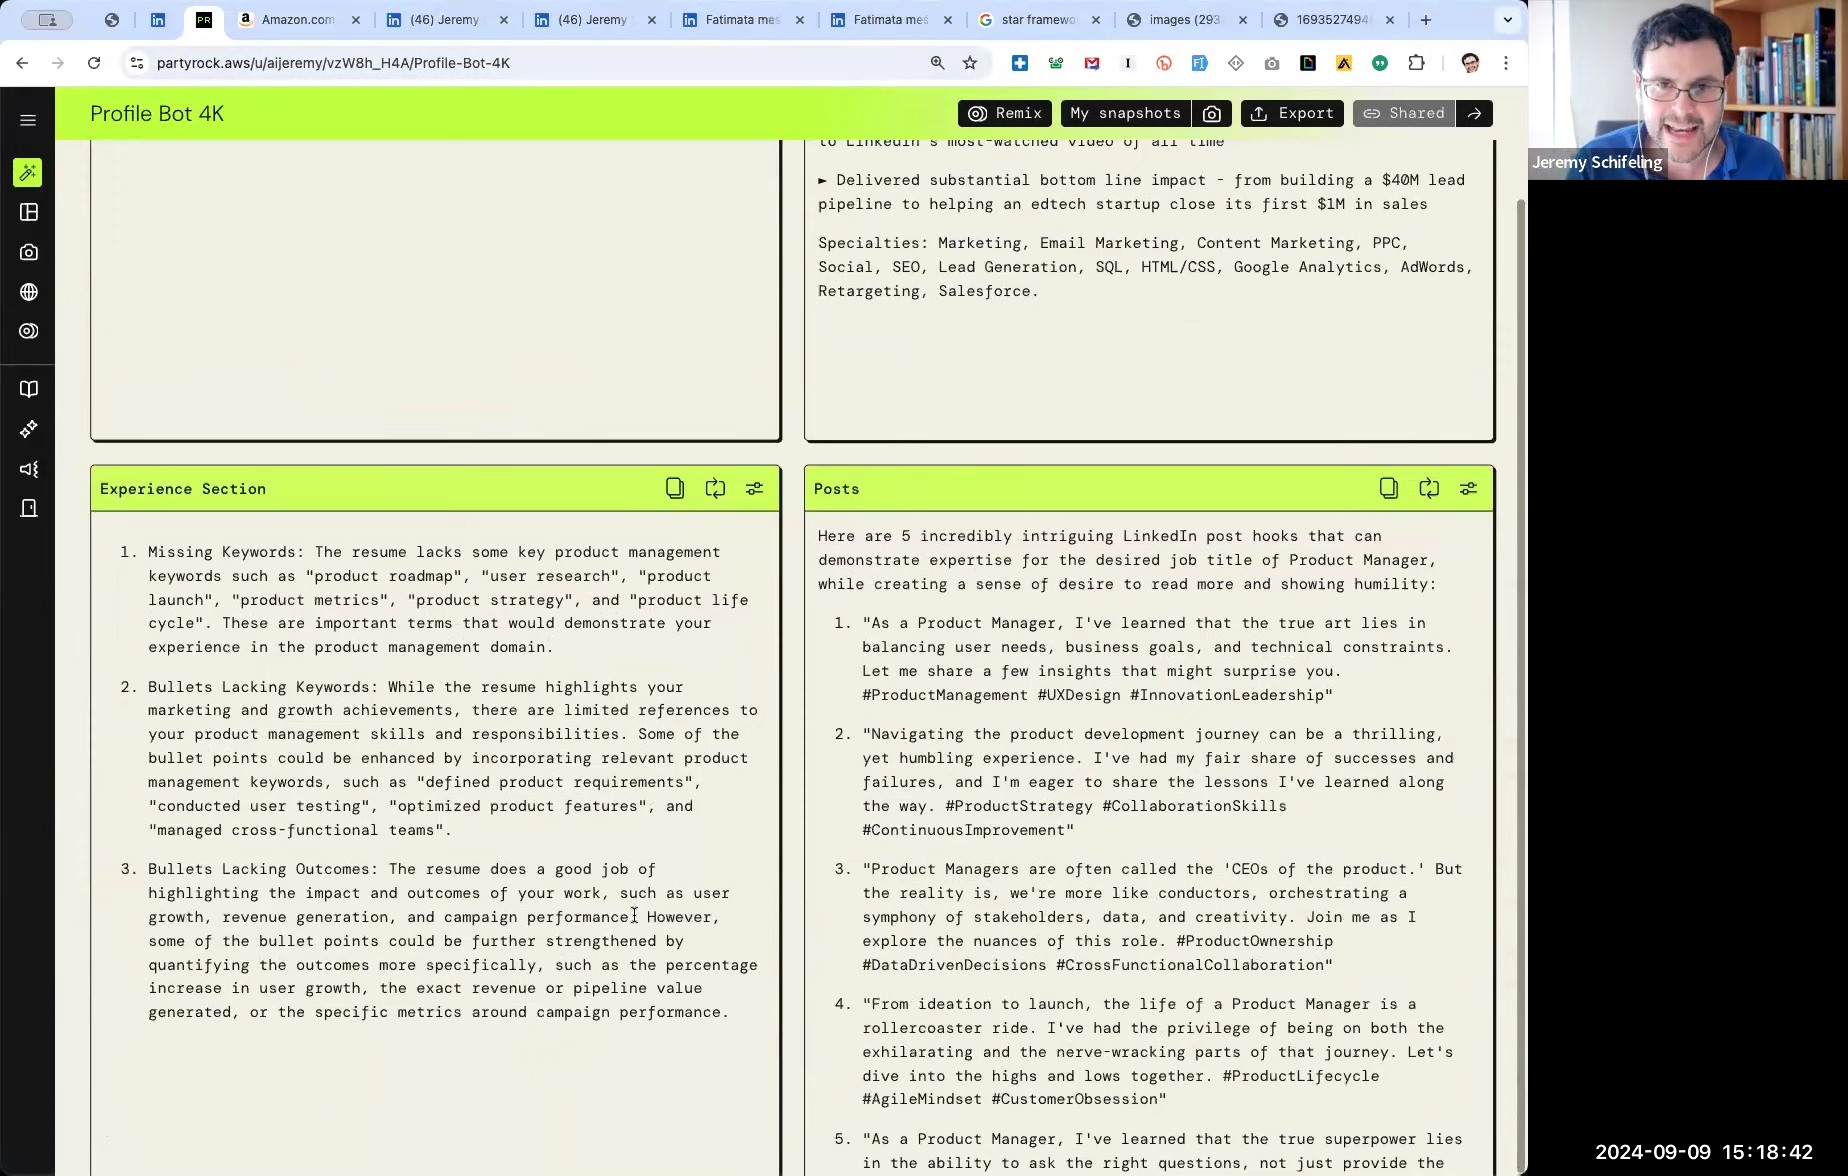 Amazon.com
(46) Jeremy
(46) Jeremy
Fatimata mes
Fatimata mes
star framewo
images (293
1693527494
partyrock.aws/u/aijeremy/vzW8h_H4A/Profile-Bot-4K
PR
Profile Bot 4K
Remix
My snapshots
Export
Shared
Jeremy Schifeling
to LinkedIn's most-watched video of all time
► Delivered substantial bottom line impact - from building a $40M lead
pipeline to helping an edtech startup close its first $1M in sales
Specialties: Marketing, Email Marketing, Content Marketing, PPC,
Social, SEO, Lead Generation, SQL, HTML/CSS, Google Analytics, AdWords,
Retargeting, Salesforce.
Experience Section
1. Missing Keywords: The resume lacks some key product management
keywords such as "product roadmap", "user research", "product
launch", "product metrics", "product strategy", and "product life
cycle". These are important terms that would demonstrate your
experience in the product management domain.
2. Bullets Lacking Keywords: While the resume highlights your
marketing and growth achievements, there are limited references to
your product management skills and responsibilities. Some of the
bullet points could be enhanced by incorporating relevant product
management keywords, such as "defined product requirements",
"conducted user testing", "optimized product features", and
"managed cross-functional teams".
3. Bullets Lacking Outcomes: The resume does a good job of
highlighting the impact and outcomes of your work, such as user
growth, revenue generation, and campaign performance. However,
some of the bullet points could be further strengthened by
quantifying the outcomes more specifically, such as the percentage
increase in user growth, the exact revenue or pipeline value
generated, or the specific metrics around campaign performance.
Posts
Here are 5 incredibly intriguing LinkedIn post hooks that can
demonstrate expertise for the desired job title of Product Manager,
while creating a sense of desire to read more and showing humility:
1. "As a Product Manager, I've learned that the true art lies in
balancing user needs, business goals, and technical constraints.
Let me share a few insights that might surprise you.
#ProductManagement #UXDesign #InnovationLeadership"
2. "Navigating the product development journey can be a thrilling,
yet humbling experience. I've had my fair share of successes and
failures, and I'm eager to share the lessons I've learned along
the way. #ProductStrategy #CollaborationSkills
#ContinuousImprovement"
3. "Product Managers are often called the 'CEOs of the product.' But
the reality is, we're more like conductors, orchestrating a
symphony of stakeholders, data, and creativity. Join me as I
explore the nuances of this role. #ProductOwnership
#DataDrivenDecisions #CrossFunctionalCollaboration"
4. "From ideation to launch, the life of a Product Manager is a
rollercoaster ride. I've had the privilege of being on both the
exhilarating and the nerve-wracking parts of that journey. Let's
dive into the highs and lows together. #ProductLifecycle
#AgileMindset #CustomerObsession"
5. "As a Product Manager, I've learned that the true superpower lies
in the ability to ask the right questions, not just provide the
2024-09-09 15:18:42